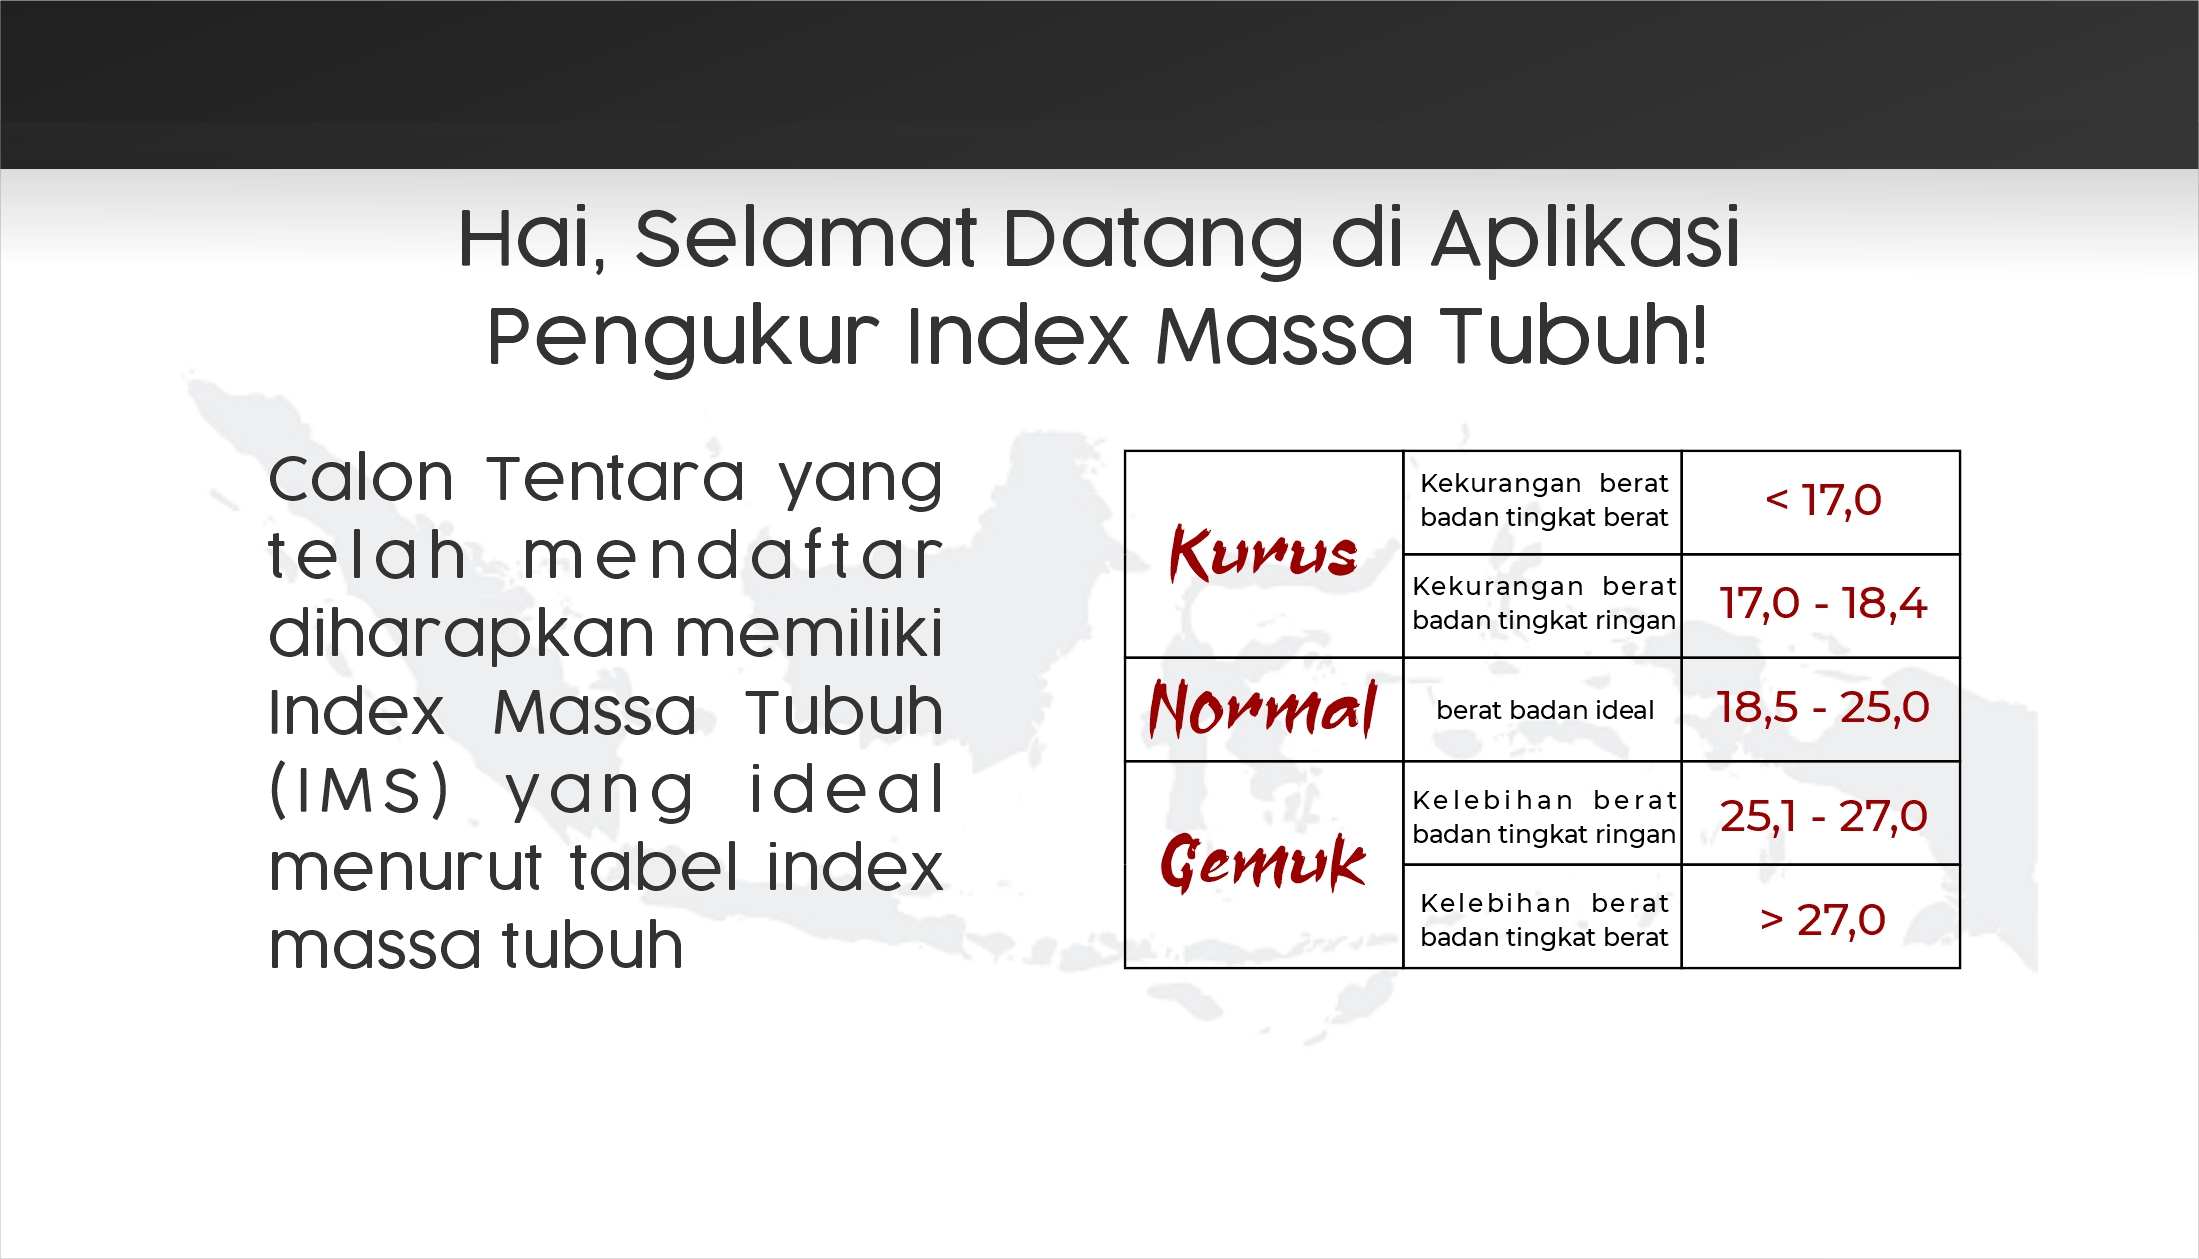 Hai, Selamat Datang di Aplikasi
Pengukur Index Massa Tubuh!
Calon Tentara yang
telah mendaftar
diharapkan memiliki
Index Massa Tubuh
(IMS) yang ideal
menurut tabel index
massa tubuh
Kurus
Kekurangan berat
badan tingkat berat
< 17,0
Kekurangan berat
badan tingkat ringan
17,0 - 18,4
Normal
berat badan ideal
18,5 - 25,0
Gemuk
Kelebihan berat
badan tingkat ringan
25,1 - 27,0
Kelebihan berat
badan tingkat berat
> 27,0